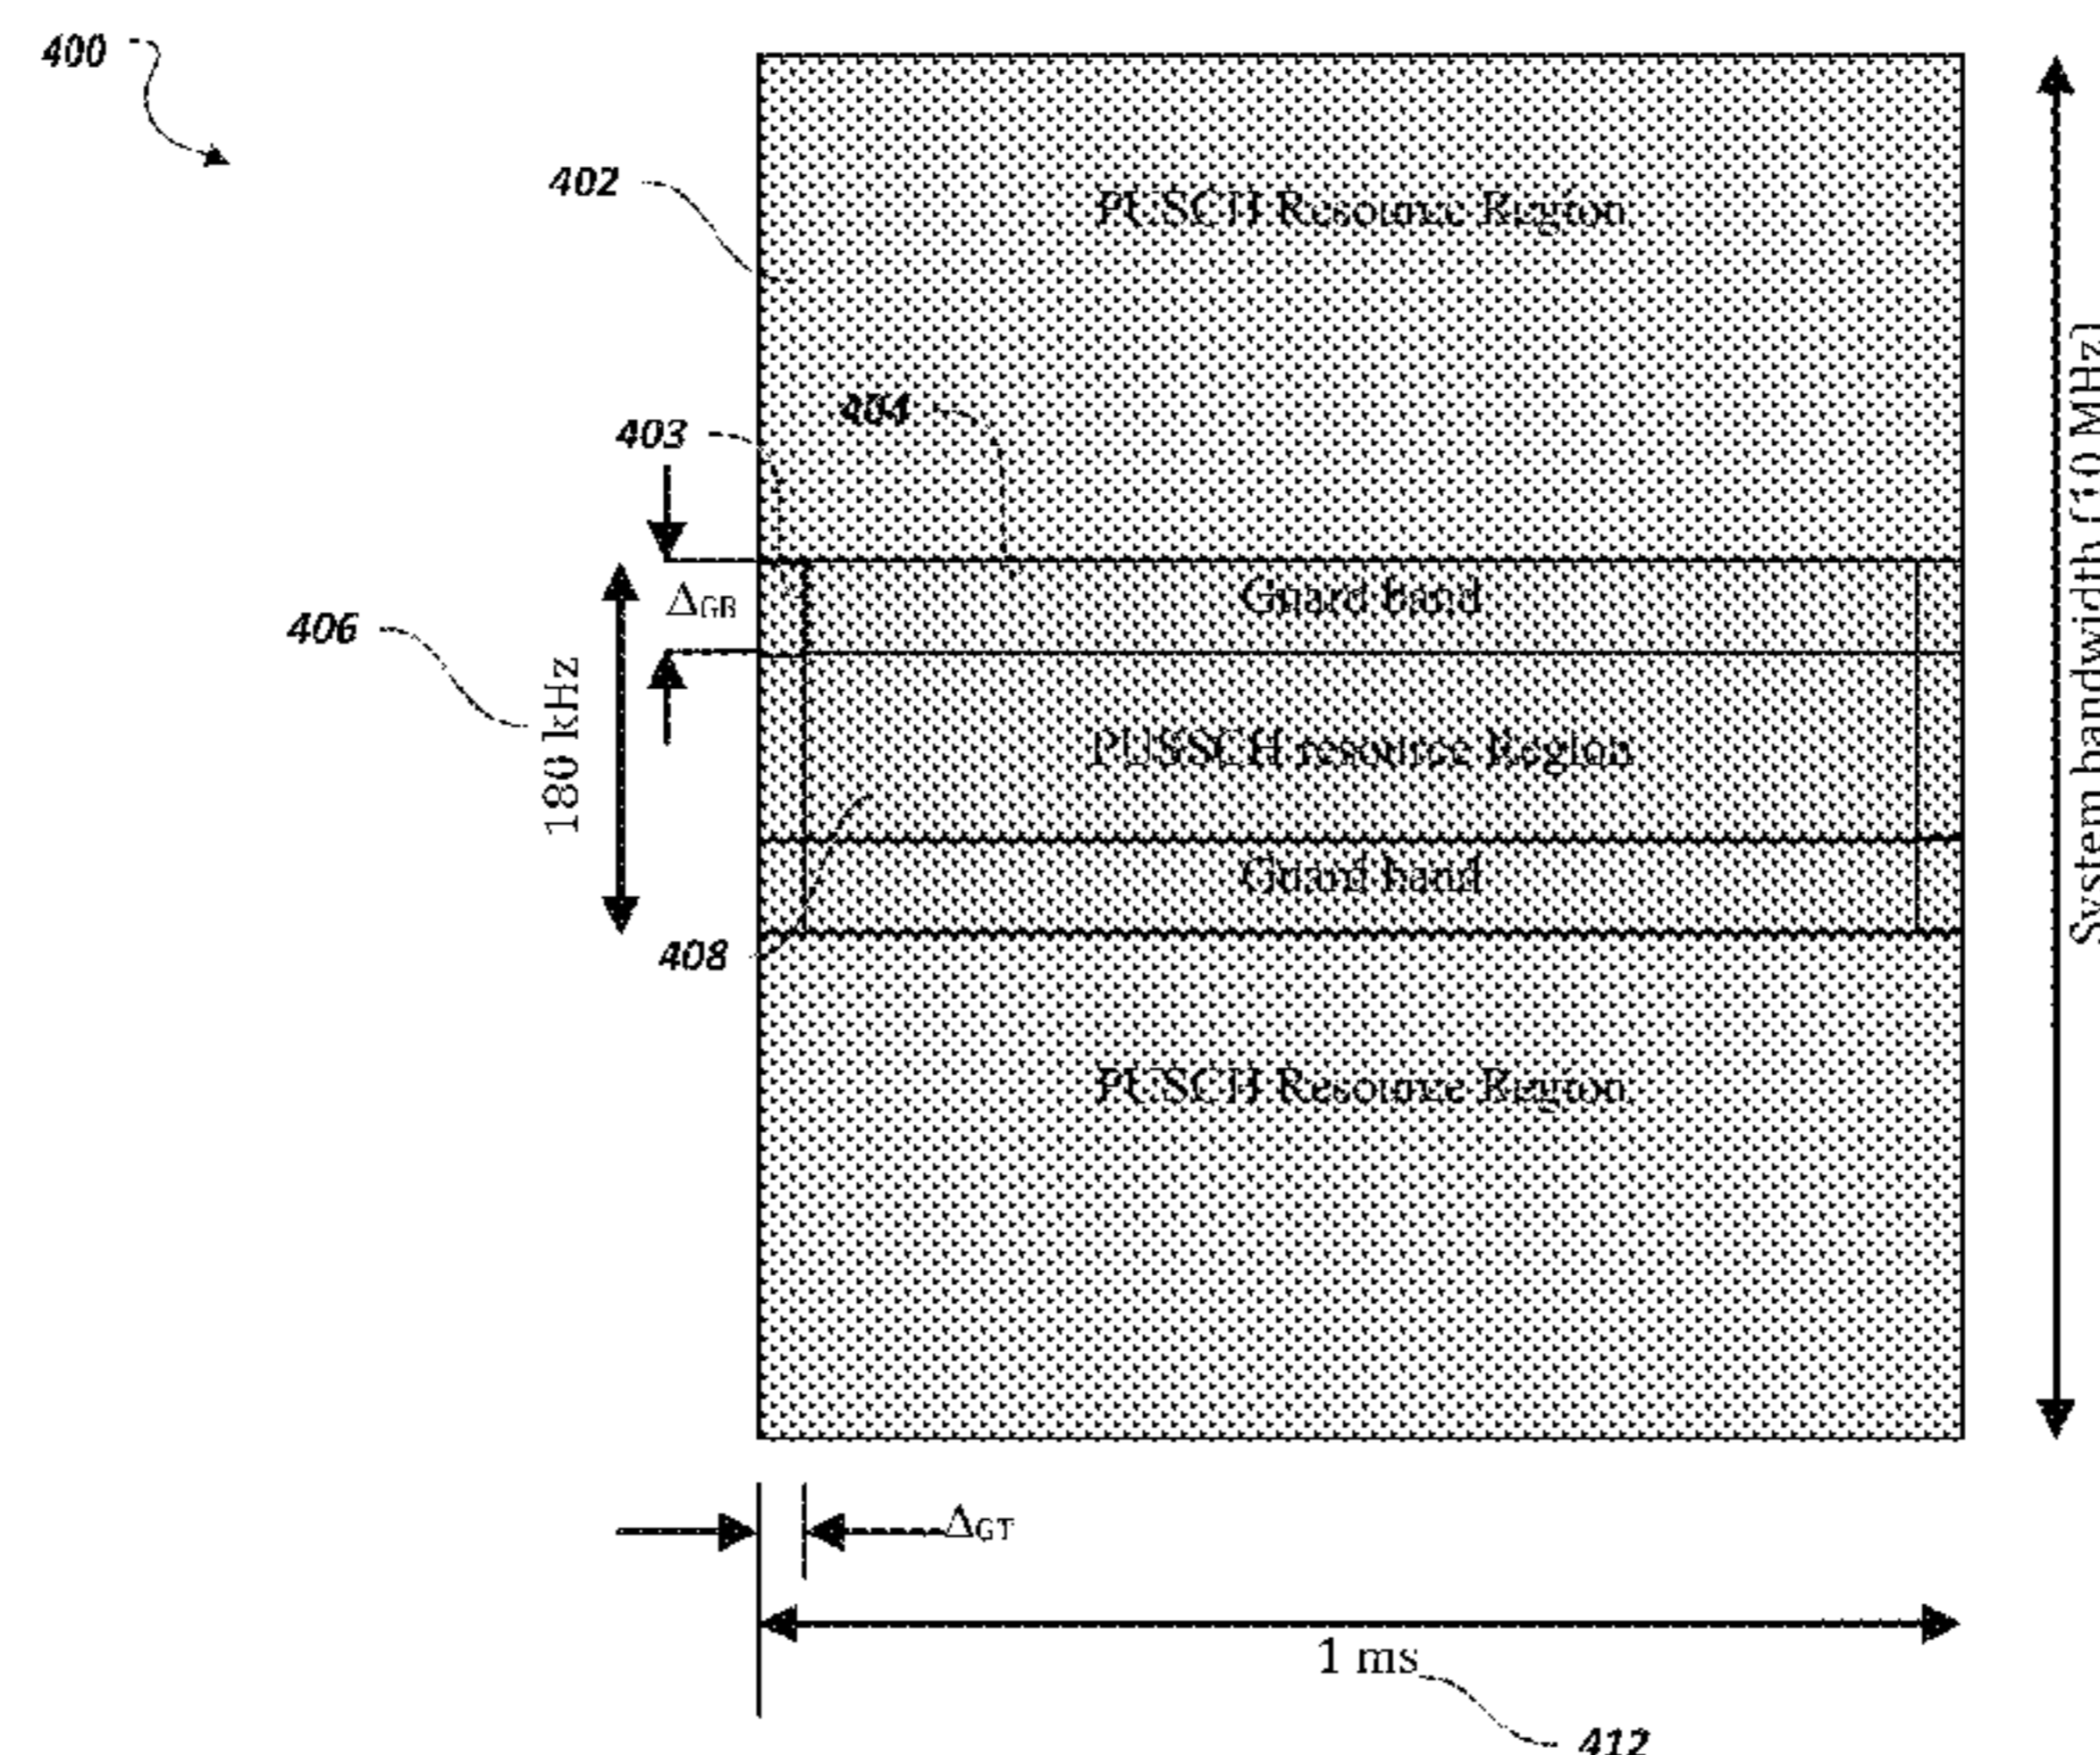 400
402
PUSCH Resource Region
403
404
ΔGB
Guard band
406
180 kHz
PUSSCH resource Region
Guard band
408
PUSCH Resource Region
System bandwidth (10 MHz)
ΔGT
1 ms
412